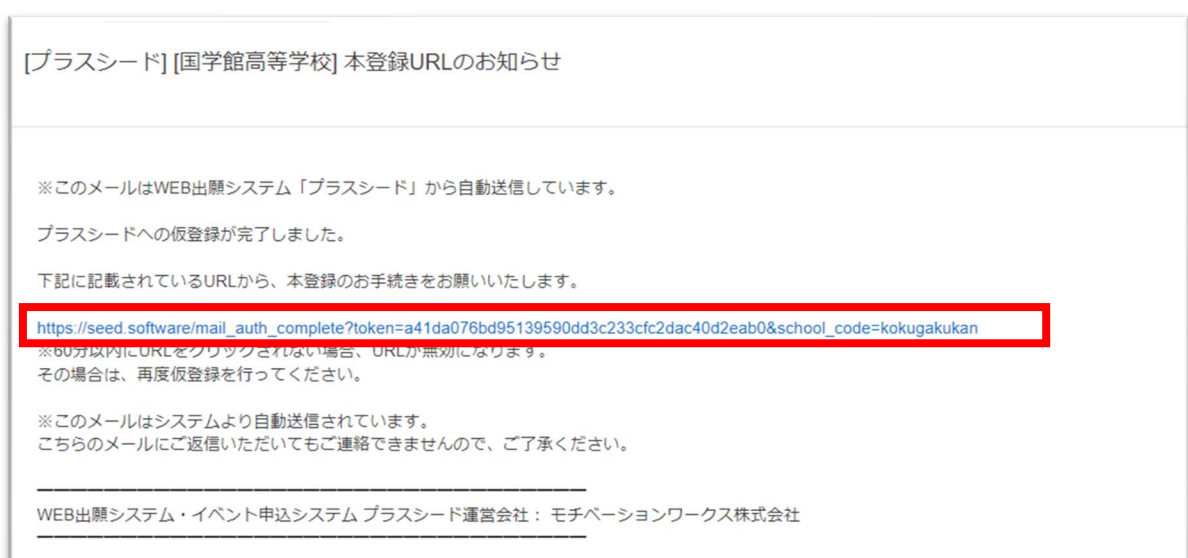 [プラスシード] [国学館高等学校] 本登録URLのお知らせ
※このメールはWEB出願システム「プラスシード」から自動送信しています。
プラスシードへの仮登録が完了しました。
下記に記載されているURLから、本登録のお手続きをお願いいたします。
https://seed.software/mail_auth_complete?token=a41da076bd95139590dd3c233cfc2dac40d2eab0&school_code=kokugakukan
※60分以内にURLをクリックされない場合、URLが無効になります。
その場合は、再度仮登録を行ってください。
※このメールはシステムより自動送信されています。
こちらのメールにご返信いただいてもご連絡できませんので、ご了承ください。
WEB出願システム・イベント申込システム プラスシード運営会社： モチベーションワークス株式会社